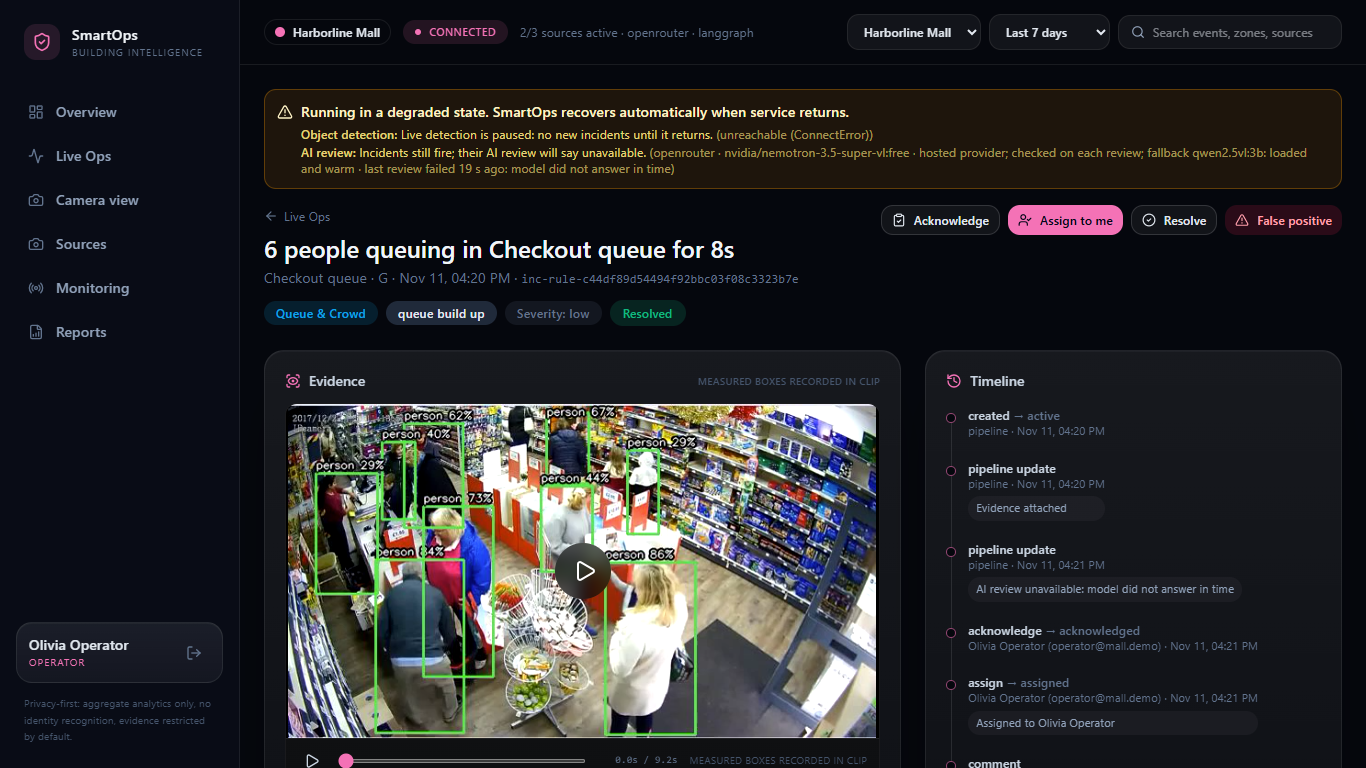 SmartOps
BUILDING INTELLIGENCE
Overview
Live Ops
Camera view
Sources
Monitoring
Reports
Olivia Operator
OPERATOR
Privacy-first: aggregate analytics only, no
identity recognition, evidence restricted
by default.
Harborline Mall
CONNECTED
2/3 sources active · openrouter · langgraph
Harborline Mall
Last 7 days
Search events, zones, sources
Running in a degraded state. SmartOps recovers automatically when service returns.
Object detection: Live detection is paused: no new incidents until it returns. (unreachable (ConnectError))
AI review: Incidents still fire; their AI review will say unavailable. (openrouter · nvidia/nemotron-3.5-super-vl:free · hosted provider; checked on each review; fallback qwen2.5vl:3b: loaded
and warm · last review failed 19 s ago: model did not answer in time)
Live Ops
Acknowledge
Assign to me
Resolve
False positive
6 people queuing in Checkout queue for 8s
Checkout queue · G · Nov 11, 04:20 PM · inc-rule-c44df89d54494f92bbc03f08c3323b7e
Queue & Crowd
queue build up
Severity: low
Resolved
Evidence
MEASURED BOXES RECORDED IN CLIP
person 62%
person 67%
person 40%
person 29%
person 29%
person 44%
person 73%
person 84%
person 86%
0.0s / 9.2s
MEASURED BOXES RECORDED IN CLIP
Timeline
created → active
pipeline · Nov 11, 04:20 PM
pipeline update
pipeline · Nov 11, 04:20 PM
Evidence attached
pipeline update
pipeline · Nov 11, 04:21 PM
AI review unavailable: model did not answer in time
acknowledge → acknowledged
Olivia Operator (operator@mall.demo) · Nov 11, 04:21 PM
assign → assigned
Olivia Operator (operator@mall.demo) · Nov 11, 04:21 PM
Assigned to Olivia Operator
comment